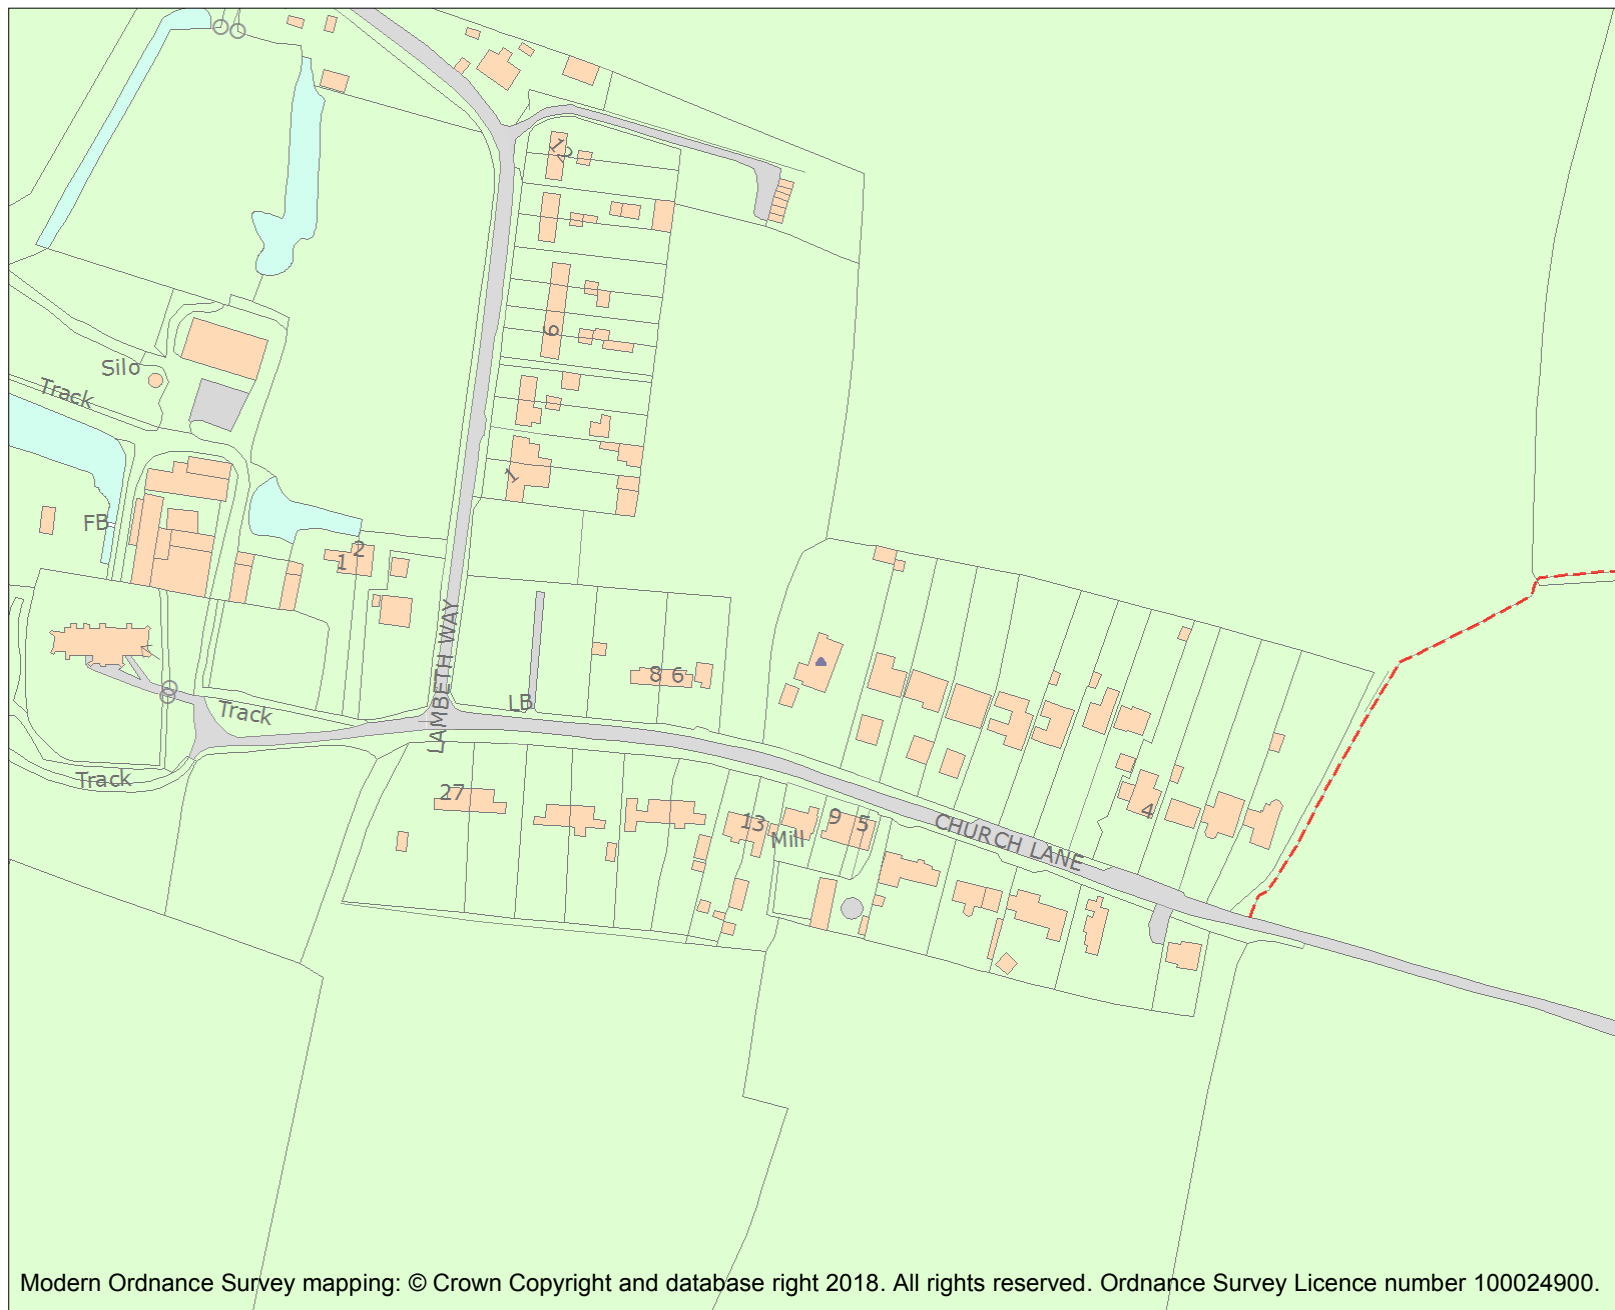 12
Silo
Track
6
1
FB
2
1
LAMBETH WAY
8 6
LB
Track
Track
27
13
Mill
9
5
CHURCH LANE
4
Modern Ordnance Survey mapping: © Crown Copyright and database right 2018. All rights reserved. Ordnance Survey Licence number 100024900.